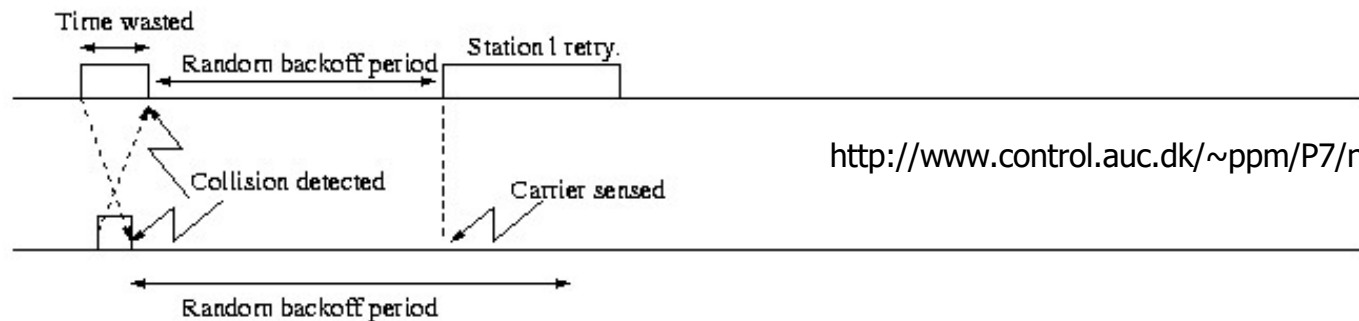 Time wasted
Random backoff period
Station 1 retry.
http://www.control.auc.dk/~ppm/P7/
Collision detected
Carrier sensed
Random backoff period